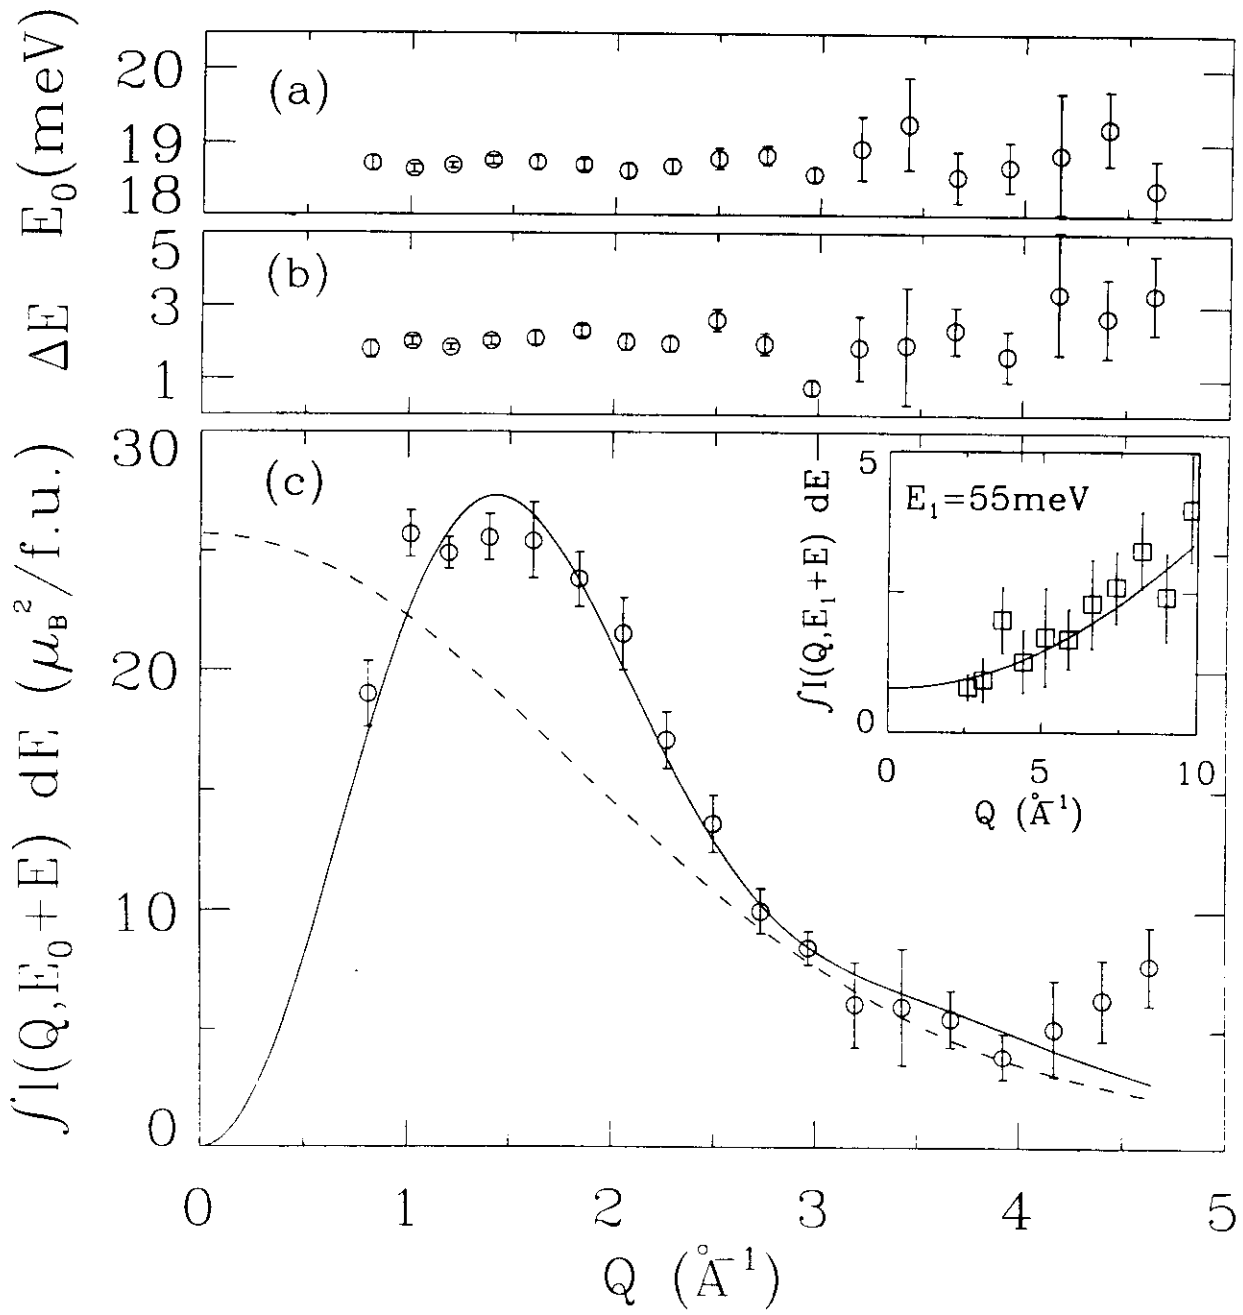 E₀(meV)
20
19
18
(a)
ΔE
5
3
1
(b)
∫I(Q,E₀+E) dE (μ_B²/f.u.)
30
20
10
0
(c)
∫I(Q,E₁+E) dE
5
0
E₁=55meV
0 5 10
Q (Å⁻¹)
0 1 2 3 4 5
Q (Å⁻¹)